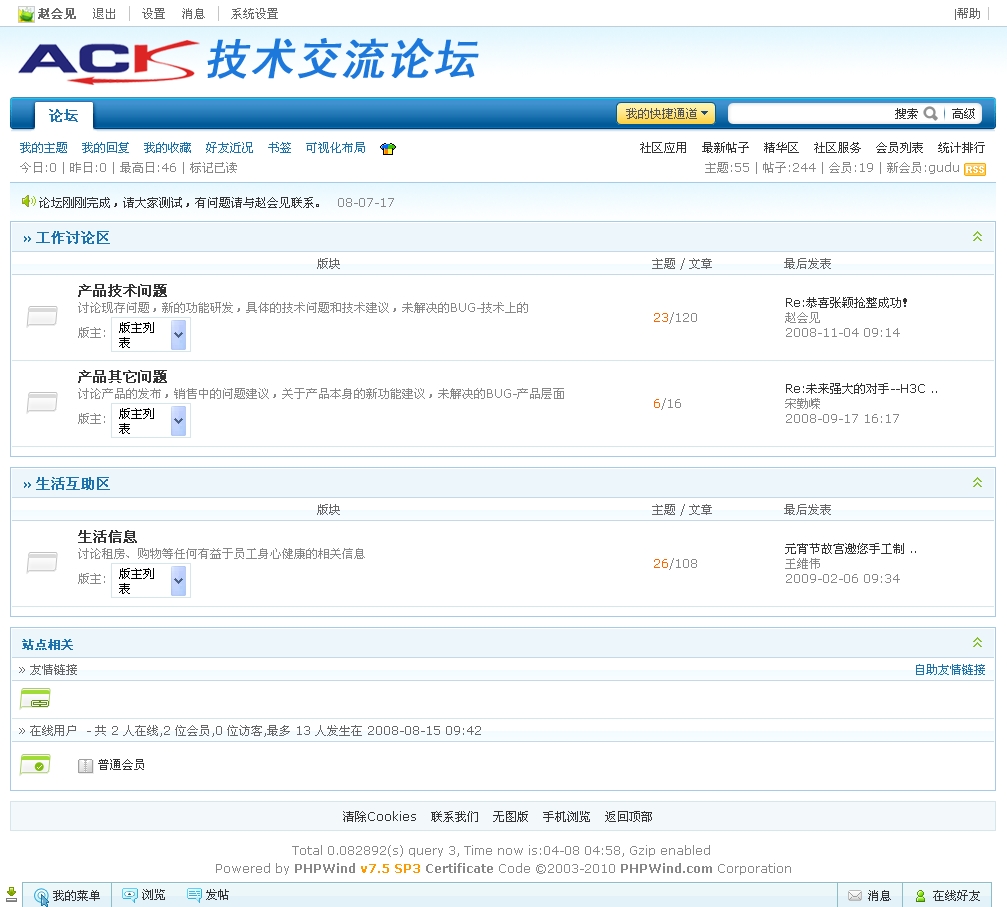 赵会见 退出 设置 消息 系统设置 |帮助
ACK 技术交流论坛
论坛 我的快捷通道 搜索 高级
我的主题 我的回复 我的收藏 好友近况 书签 可视化布局 社区应用 最新帖子 精华区 社区服务 会员列表 统计排行
今日:0 | 昨日:0 | 最高日:46 | 标记已读 主题:55 | 帖子:244 | 会员:19 | 新会员:gudu RSS
论坛刚刚完成，请大家测试，有问题请与赵会见联系。 08-07-17
» 工作讨论区
版块 主题 / 文章 最后发表
产品技术问题
讨论现存问题，新的功能研发，具体的技术问题和技术建议，未解决的BUG-技术上的
版主: 版主列表
23/120
Re:恭喜张颖抢整成功!
赵会见
2008-11-04 09:14
产品其它问题
讨论产品的发布，销售中的问题建议，关于产品本身的新功能建议，未解决的BUG-产品层面
版主: 版主列表
6/16
Re:未来强大的对手--H3C ..
宋勤嵘
2008-09-17 16:17
» 生活互助区
版块 主题 / 文章 最后发表
生活信息
讨论租房、购物等任何有益于员工身心健康的相关信息
版主: 版主列表
26/108
元宵节故宫邀您手工制 ..
王维伟
2009-02-06 09:34
站点相关
» 友情链接 自助友情链接
» 在线用户 - 共 2 人在线,2 位会员,0 位访客,最多 13 人发生在 2008-08-15 09:42
普通会员
清除Cookies 联系我们 无图版 手机浏览 返回顶部
Total 0.082892(s) query 3, Time now is:04-08 04:58, Gzip enabled
Powered by PHPWind v7.5 SP3 Certificate Code ©2003-2010 PHPWind.com Corporation
我的菜单 浏览 发帖 消息 在线好友